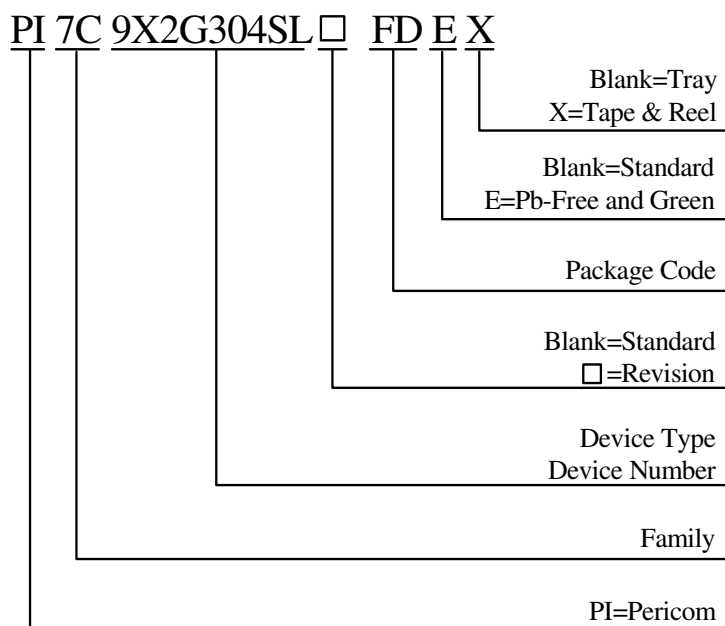 PI 7C 9X2G304SL□ FD E X
Blank=Tray
X=Tape & Reel
Blank=Standard
E=Pb-Free and Green
Package Code
Blank=Standard
□=Revision
Device Type
Device Number
Family
PI=Pericom